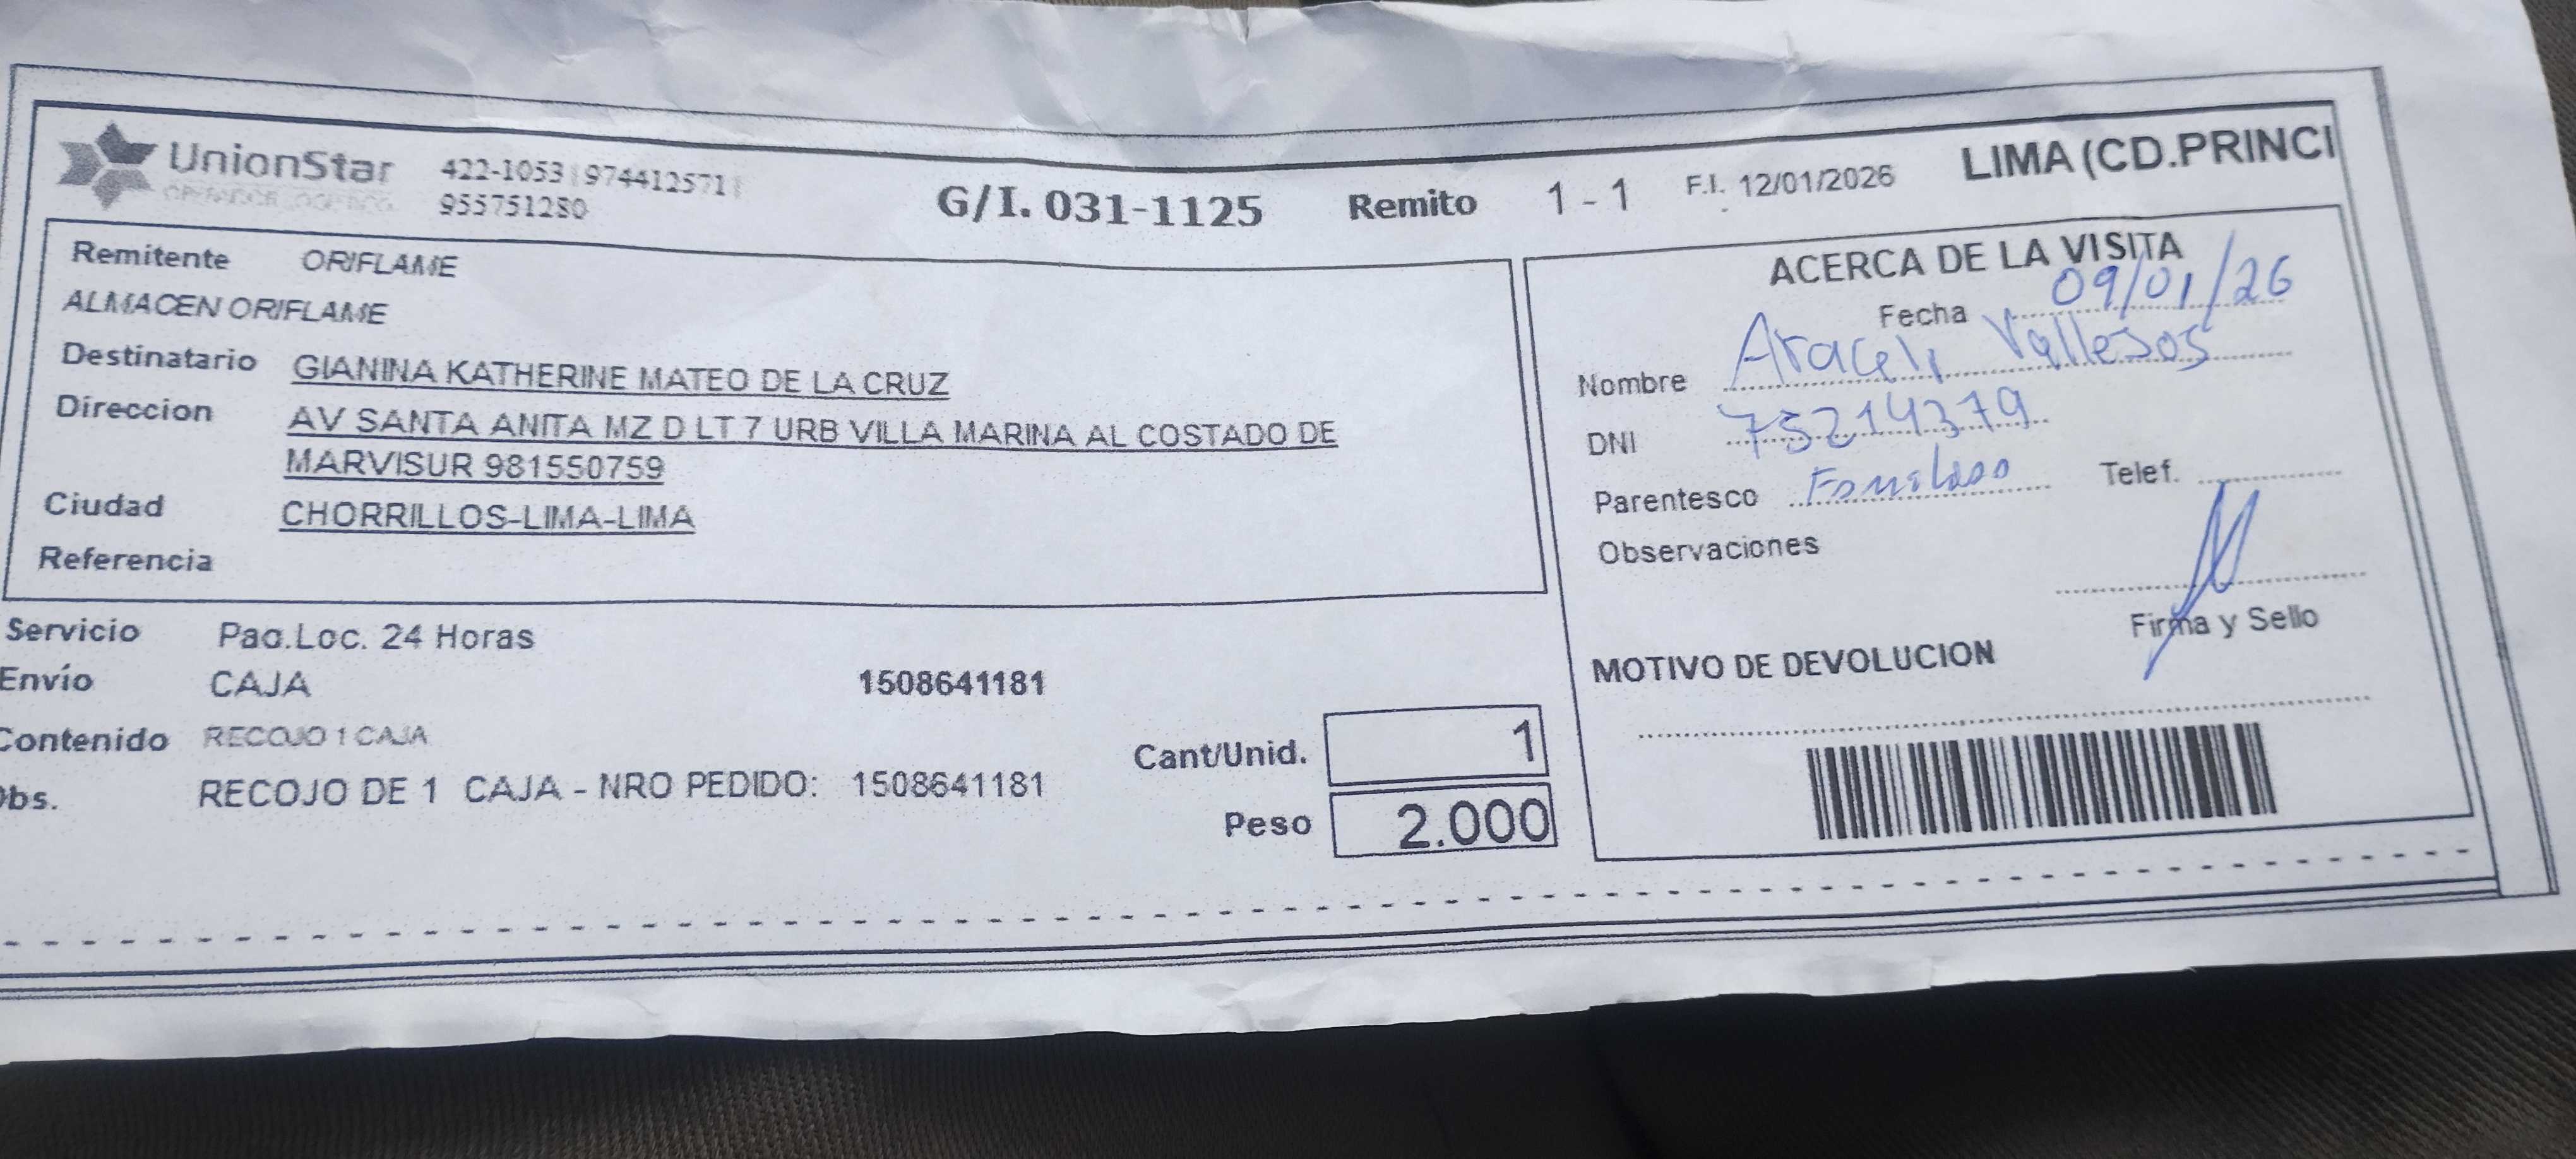 UnionStar
OPERADOR LOGISTICO
422-1053 | 974412571 |
955751280
G/I. 031-1125 Remito 1 - 1 F.I. 12/01/2026 LIMA (CD.PRINCI
Remitente ORIFLAME
ALMACEN ORIFLAME
Destinatario GIANINA KATHERINE MATEO DE LA CRUZ
Direccion AV SANTA ANITA MZ D LT 7 URB VILLA MARINA AL COSTADO DE
MARVISUR 981550759
Ciudad CHORRILLOS-LIMA-LIMA
Referencia
ACERCA DE LA VISITA
Fecha 09/01/26
Nombre Araceli Vallejos
DNI 75214379
Parentesco Telef.
Observaciones
Firma y Sello
MOTIVO DE DEVOLUCION
Servicio Paq.Loc. 24 Horas
Envío CAJA 1508641181
Contenido RECOJO 1 CAJA
Obs. RECOJO DE 1 CAJA - NRO PEDIDO: 1508641181
Cant/Unid. 1
Peso 2.000